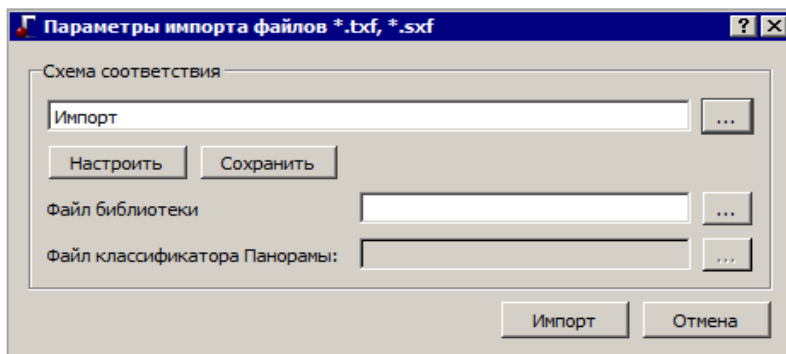 Параметры импорта файлов *.txf, *.sxf
Схема соответствия
Импорт ...
Настроить Сохранить
Файл библиотеки ...
Файл классификатора Панорамы: ...
Импорт Отмена